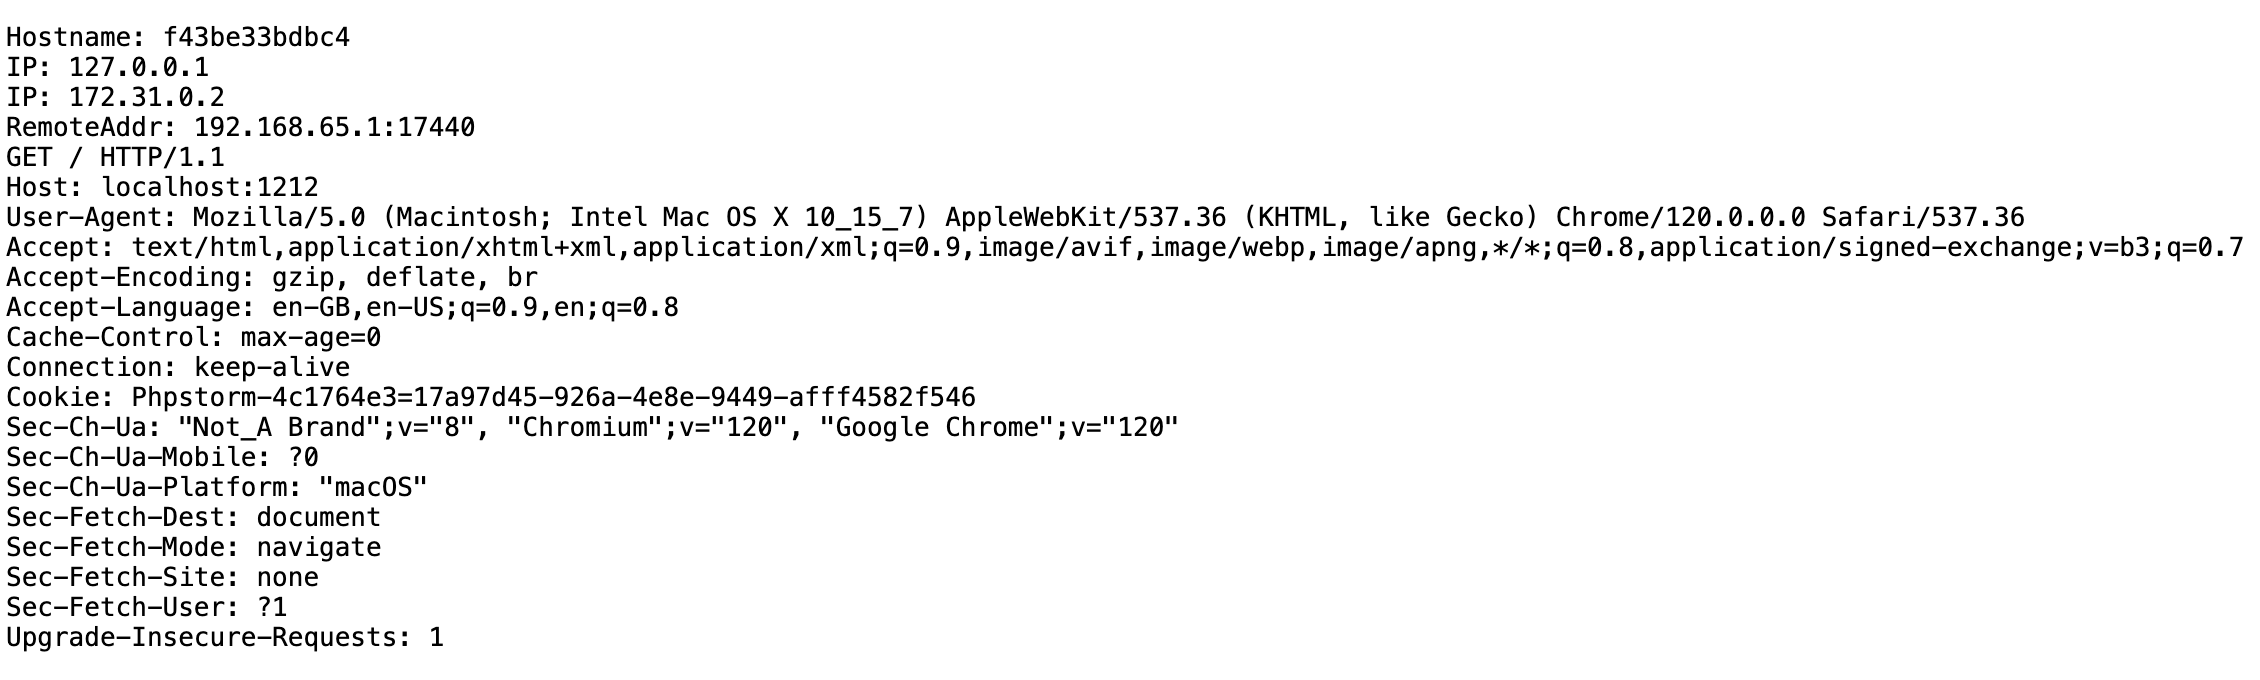 Hostname: f43be33bdbc4
IP: 127.0.0.1
IP: 172.31.0.2
RemoteAddr: 192.168.65.1:17440
GET / HTTP/1.1
Host: localhost:1212
User-Agent: Mozilla/5.0 (Macintosh; Intel Mac OS X 10_15_7) AppleWebKit/537.36 (KHTML, like Gecko) Chrome/120.0.0.0 Safari/537.36
Accept: text/html,application/xhtml+xml,application/xml;q=0.9,image/avif,image/webp,image/apng,*/*;q=0.8,application/signed-exchange;v=b3;q=0.7
Accept-Encoding: gzip, deflate, br
Accept-Language: en-GB,en-US;q=0.9,en;q=0.8
Cache-Control: max-age=0
Connection: keep-alive
Cookie: Phpstorm-4c1764e3=17a97d45-926a-4e8e-9449-afff4582f546
Sec-Ch-Ua: "Not_A Brand";v="8", "Chromium";v="120", "Google Chrome";v="120"
Sec-Ch-Ua-Mobile: ?0
Sec-Ch-Ua-Platform: "macOS"
Sec-Fetch-Dest: document
Sec-Fetch-Mode: navigate
Sec-Fetch-Site: none
Sec-Fetch-User: ?1
Upgrade-Insecure-Requests: 1